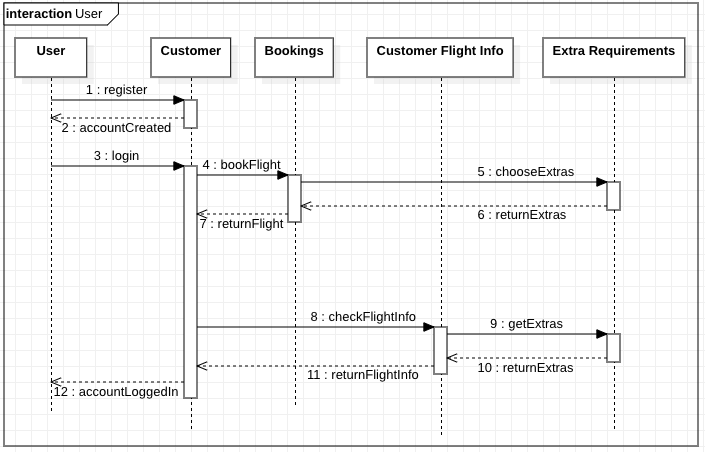 interaction User
User
Customer
Bookings
Customer Flight Info
Extra Requirements
1 : register
2 : accountCreated
3 : login
4 : bookFlight
5 : chooseExtras
6 : returnExtras
7 : returnFlight
8 : checkFlightInfo
9 : getExtras
10 : returnExtras
11 : returnFlightInfo
12 : accountLoggedIn